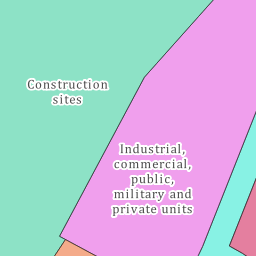 Construction
sites
Industrial,
commercial,
public,
military and
private units